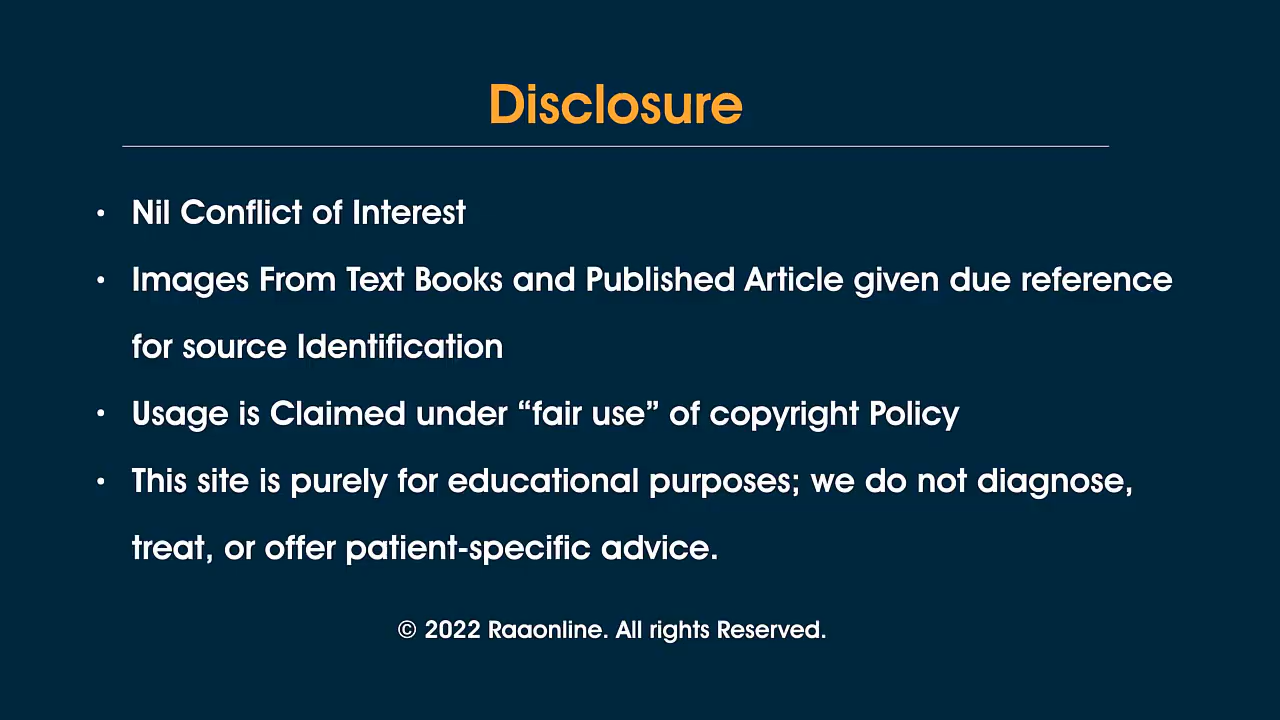 Disclosure
• Nil Conflict of Interest
• Images From Text Books and Published Article given due reference
for source Identification
• Usage is Claimed under “fair use” of copyright Policy
• This site is purely for educational purposes; we do not diagnose,
treat, or offer patient-specific advice.
© 2022 Raaonline. All rights Reserved.